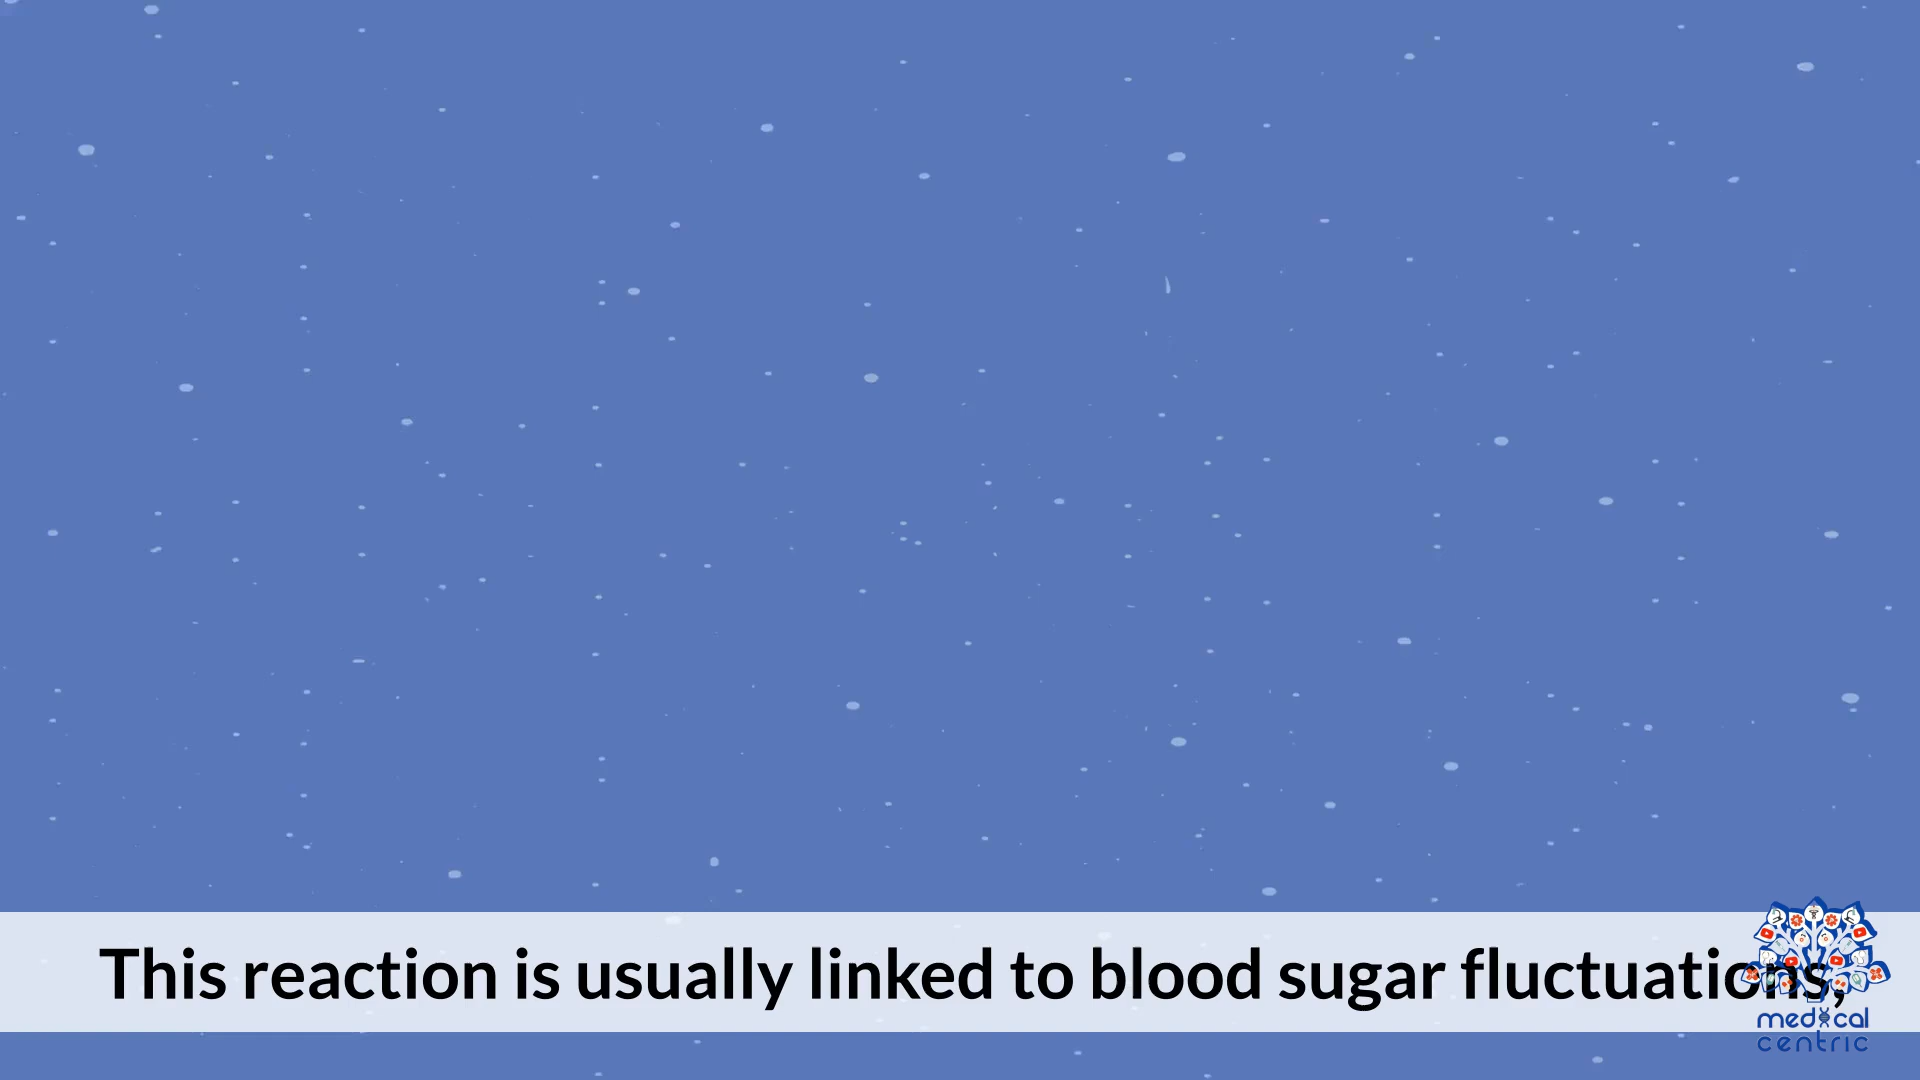 This reaction is usually linked to blood sugar fluctuations,
medical
centric